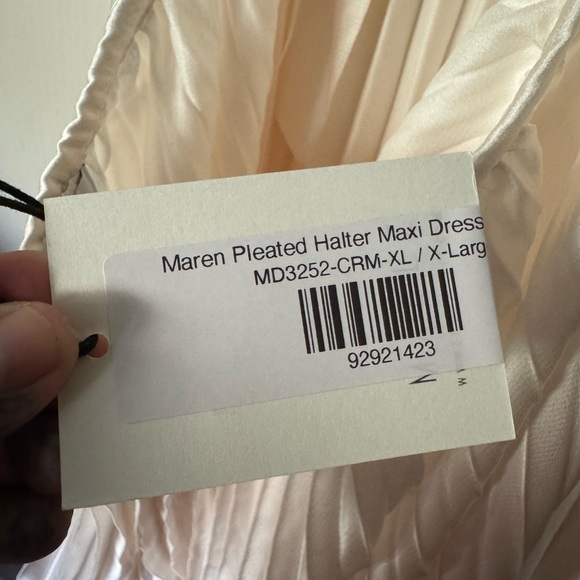 Maren Pleated Halter Maxi Dress
MD3252-CRM-XL / X-Larg
92921423